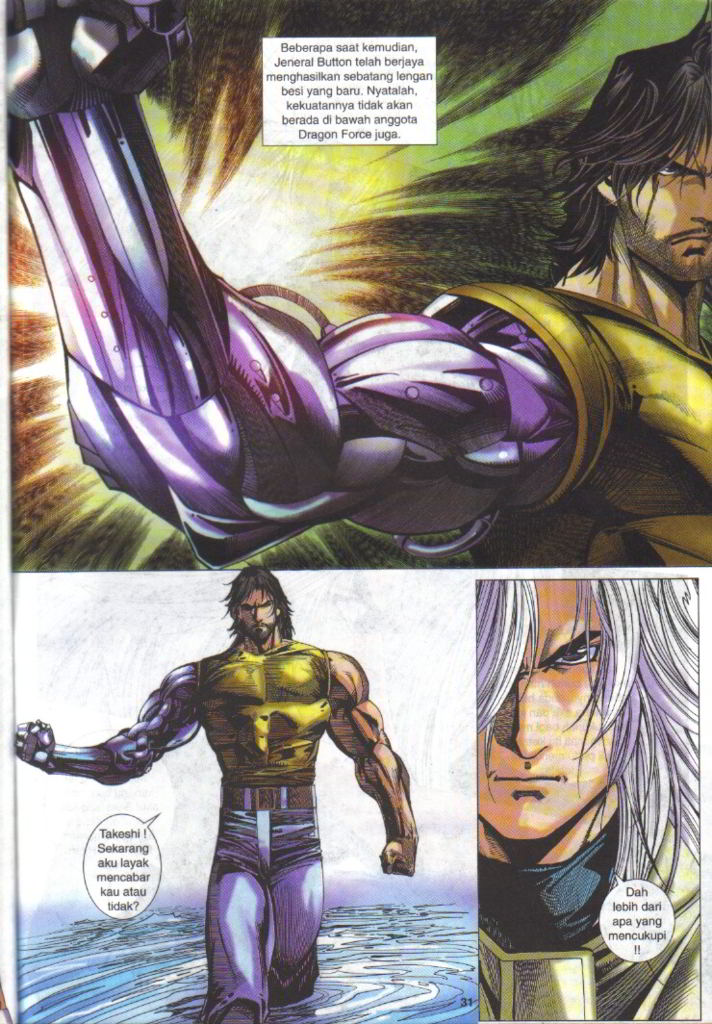 Beberapa saat kemudian,
Jeneral Button telah berjaya
menghasilkan sebatang lengan
besi yang baru. Nyatalah,
kekuatannya tidak akan
berada di bawah anggota
Dragon Force juga.
Takeshi !
Sekarang
aku layak
mencabar
kau atau
tidak?
Dah
lebih dari
apa yang
mencukupi
!!
31